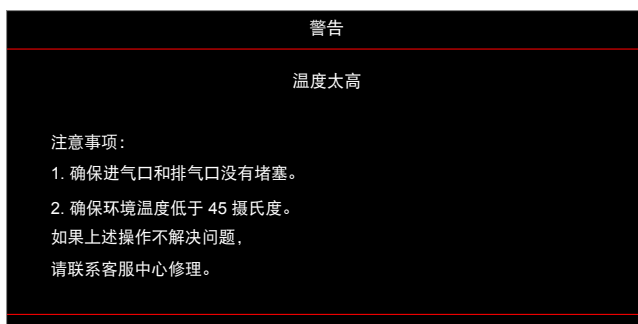 警告
温度太高
注意事项：
1. 确保进气口和排气口没有堵塞。
2. 确保环境温度低于 45 摄氏度。
如果上述操作不解决问题，
请联系客服中心修理。